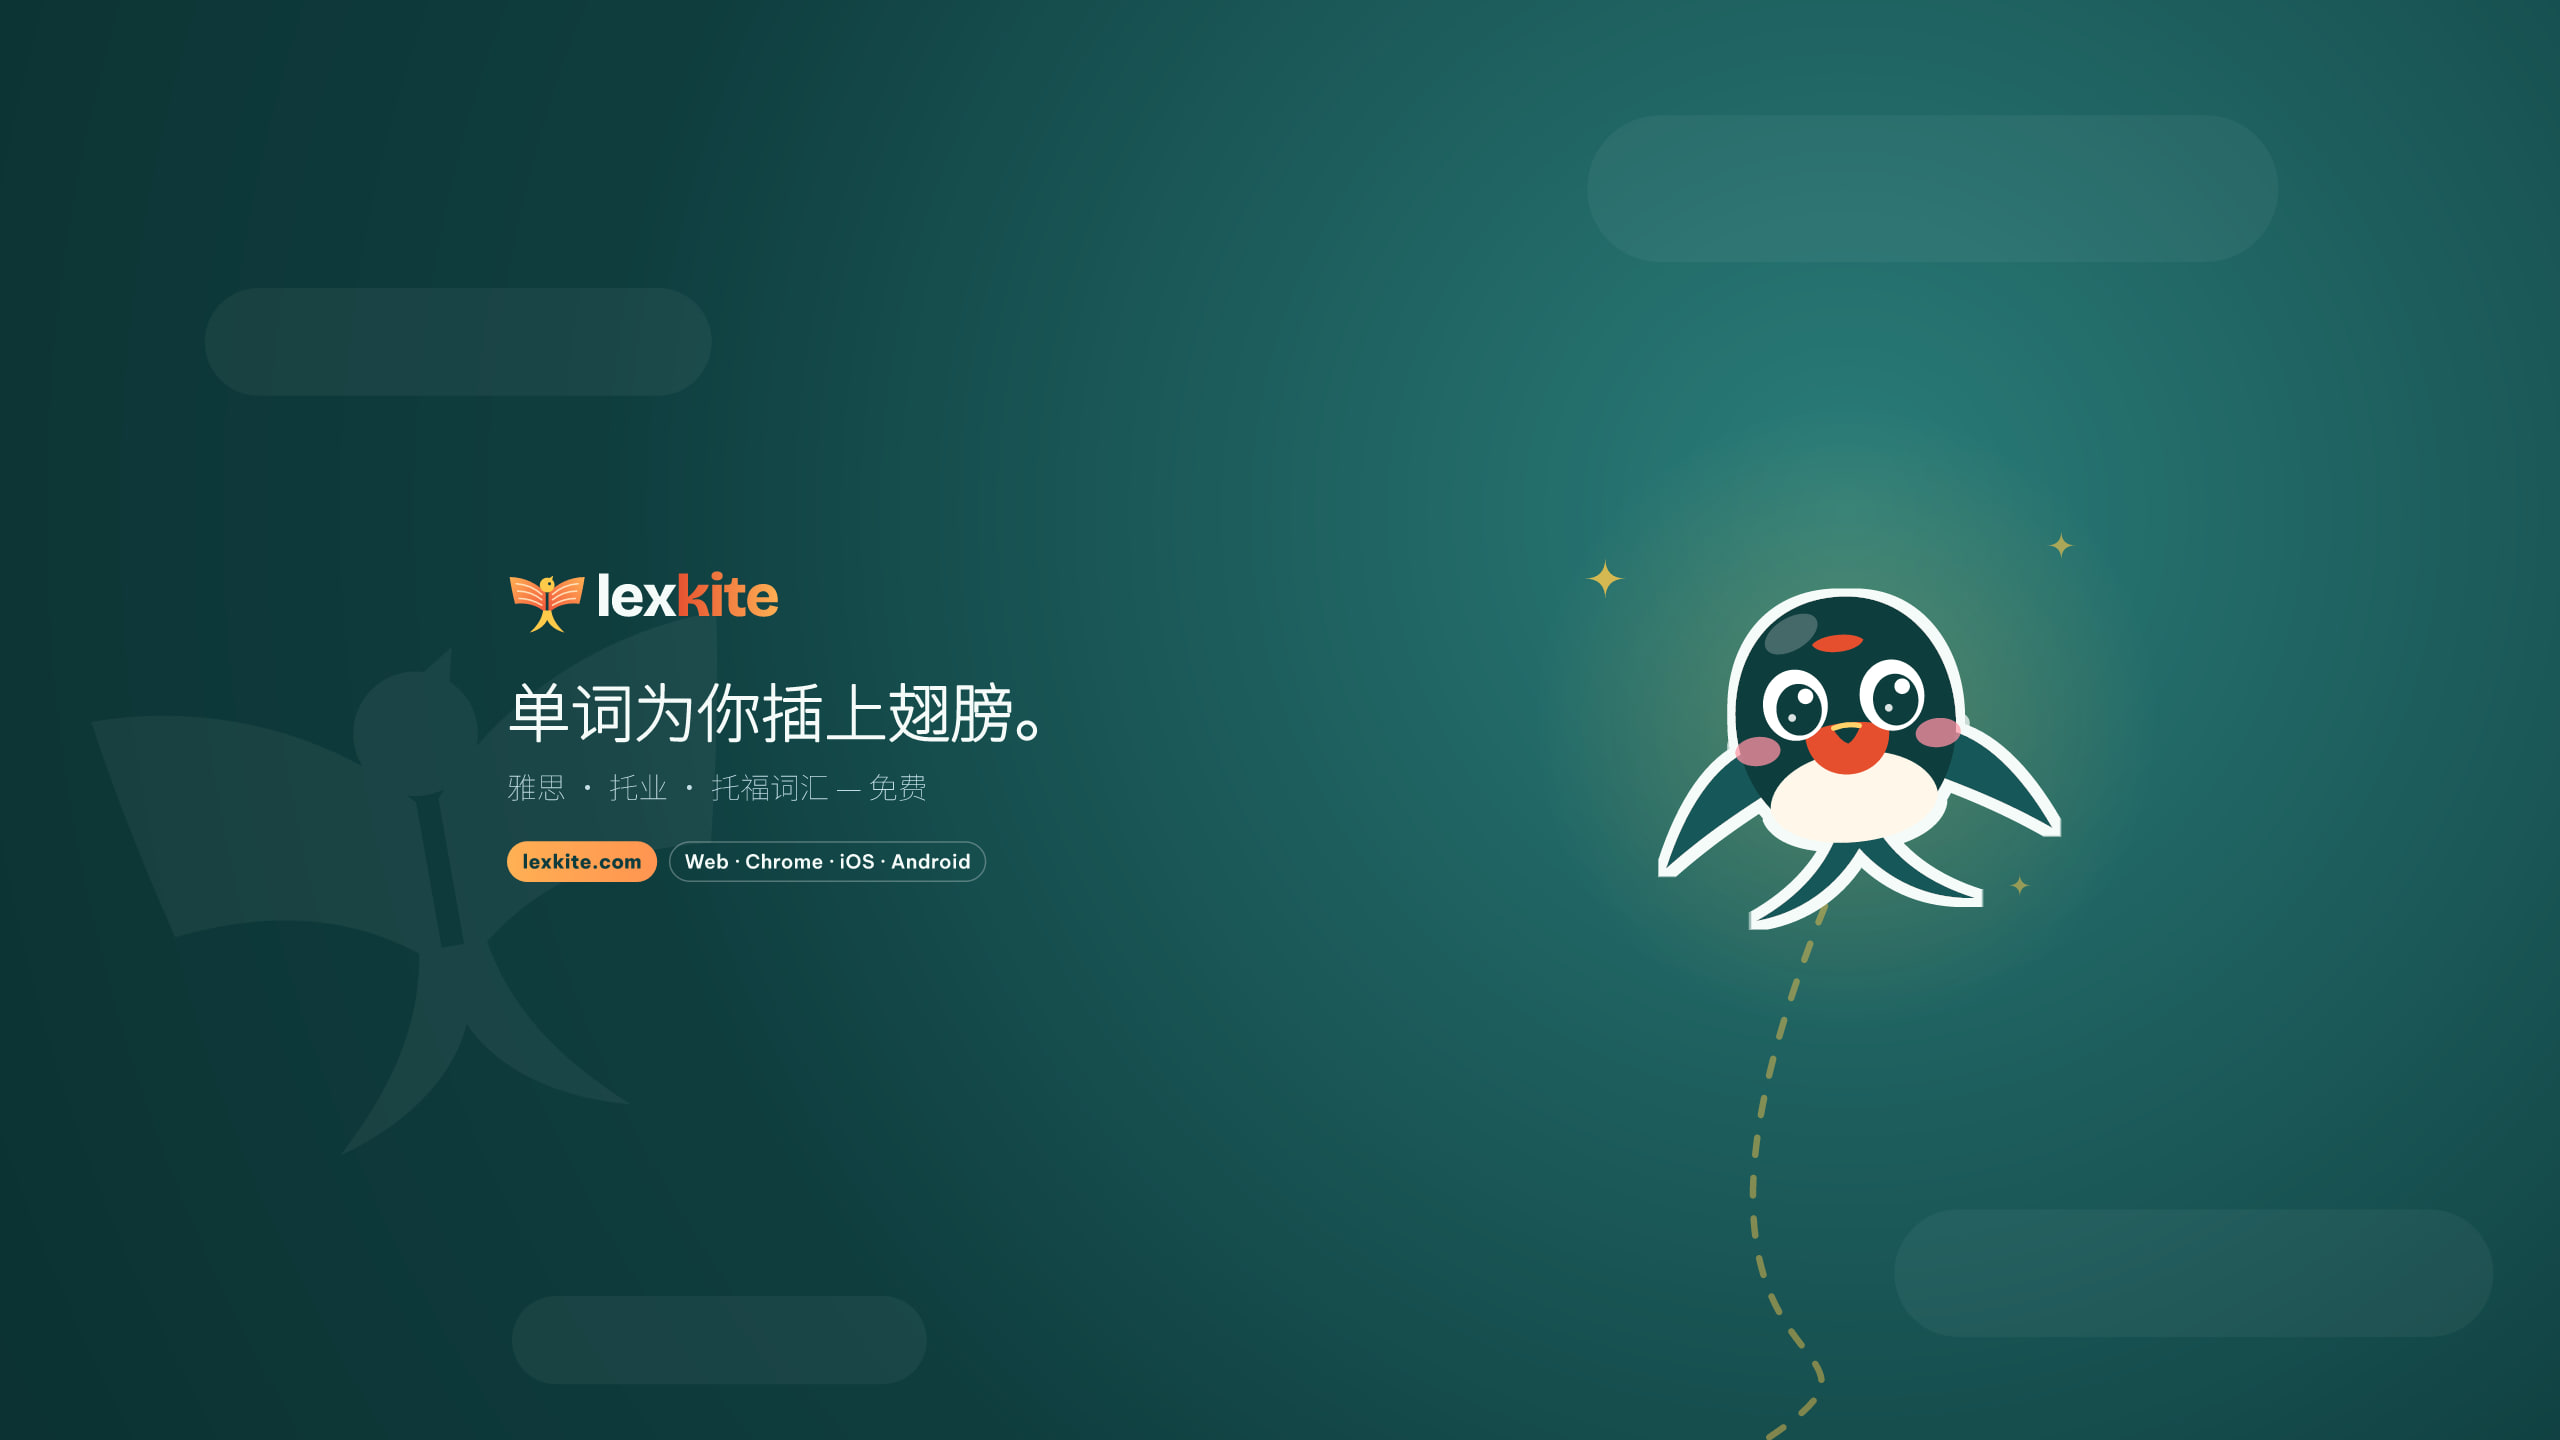 lexkite
单词为你插上翅膀。
雅思 · 托业 · 托福词汇 — 免费
lexkite.com
Web · Chrome · iOS · Android